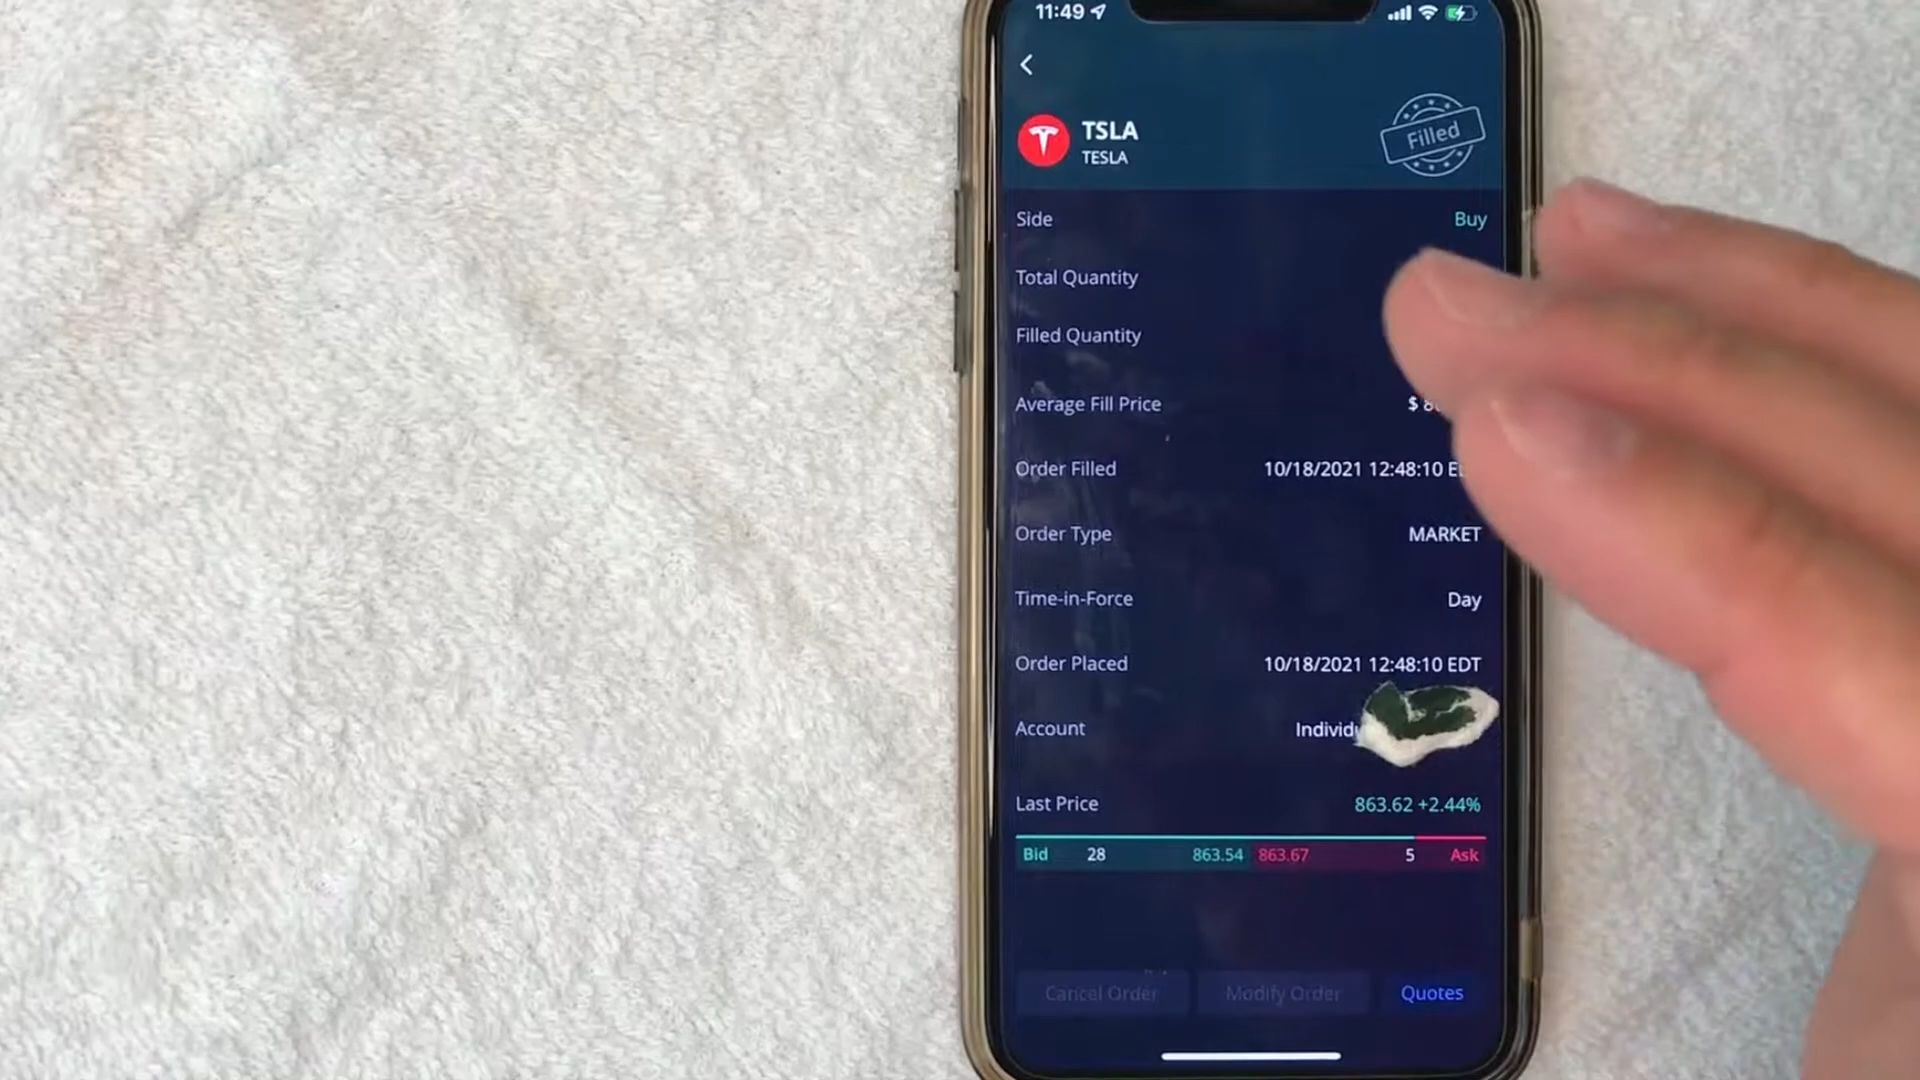 11:49
TSLA
TESLA
Filled
Side Buy
Total Quantity
Filled Quantity
Average Fill Price $ 8
Order Filled 10/18/2021 12:48:10
Order Type MARKET
Time-in-Force Day
Order Placed 10/18/2021 12:48:10 EDT
Account
Last Price 863.62 +2.44%
Bid 28 863.54 863.67 5 Ask
Cancel Order Modify Order Quotes